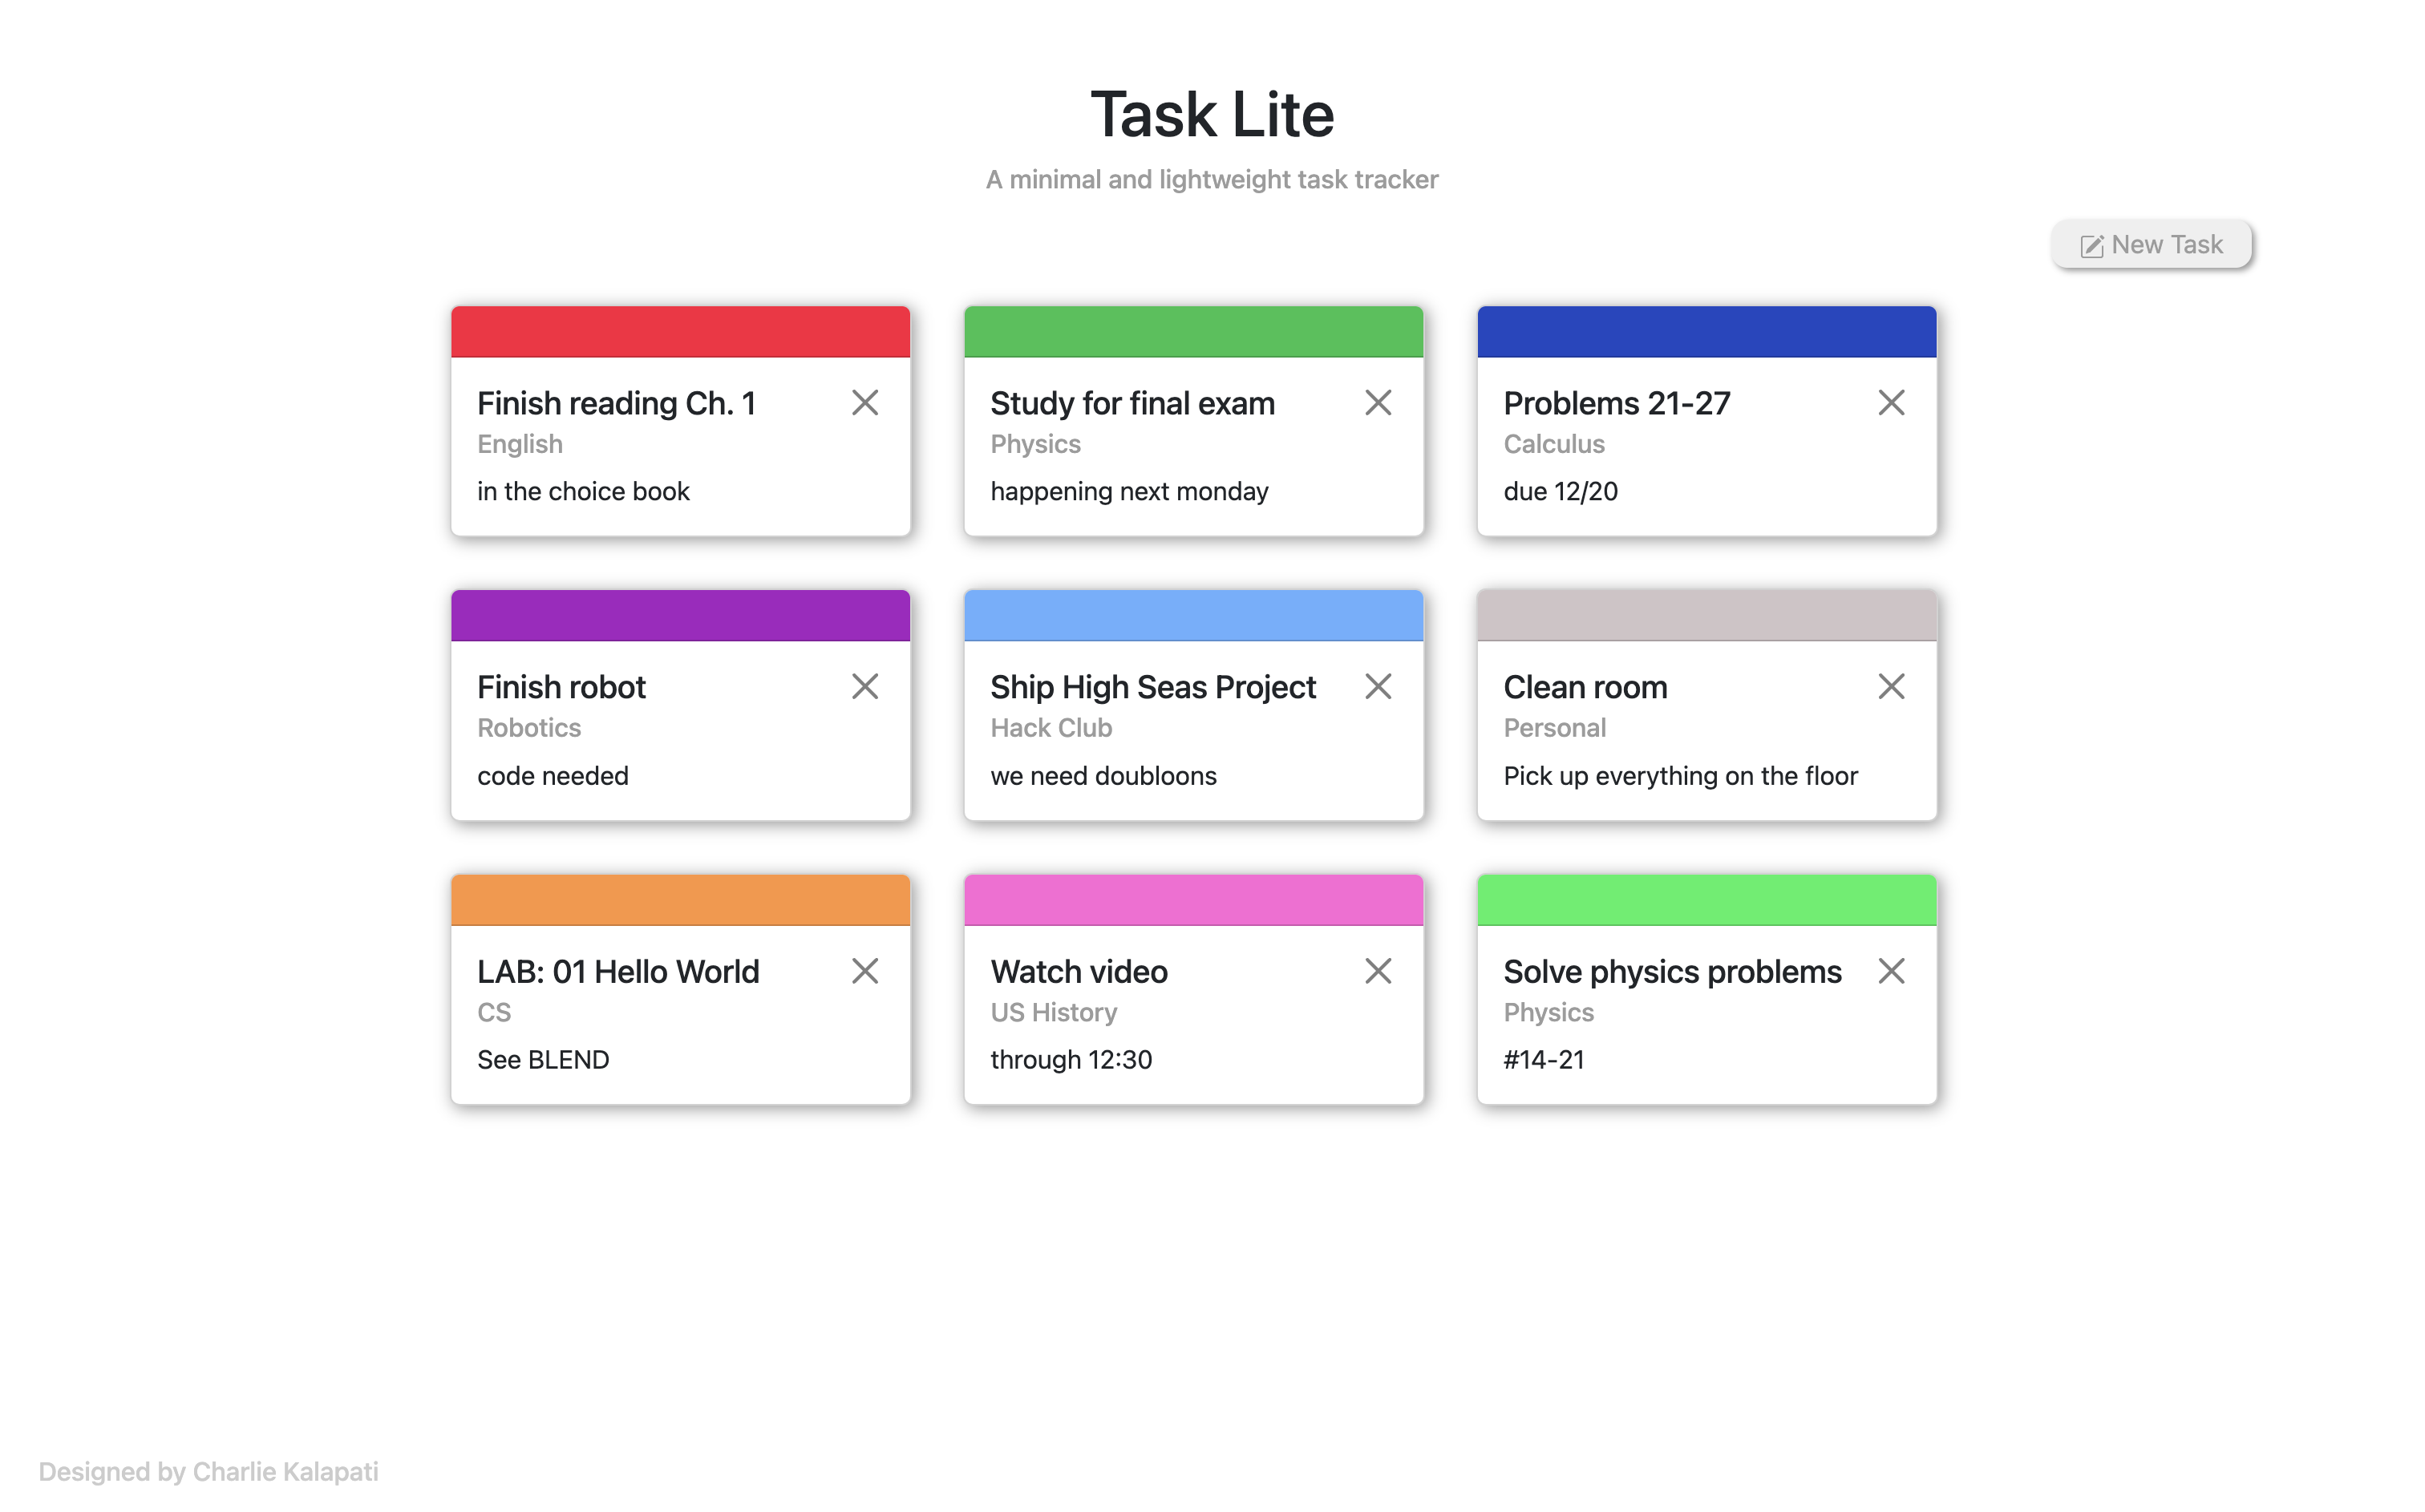 Task Lite
A minimal and lightweight task tracker
New Task
Finish reading Ch. 1
English
in the choice book
Study for final exam
Physics
happening next monday
Problems 21-27
Calculus
due 12/20
Finish robot
Robotics
code needed
Ship High Seas Project
Hack Club
we need doubloons
Clean room
Personal
Pick up everything on the floor
LAB: 01 Hello World
CS
See BLEND
Watch video
US History
through 12:30
Solve physics problems
Physics
#14-21
Designed by Charlie Kalapati